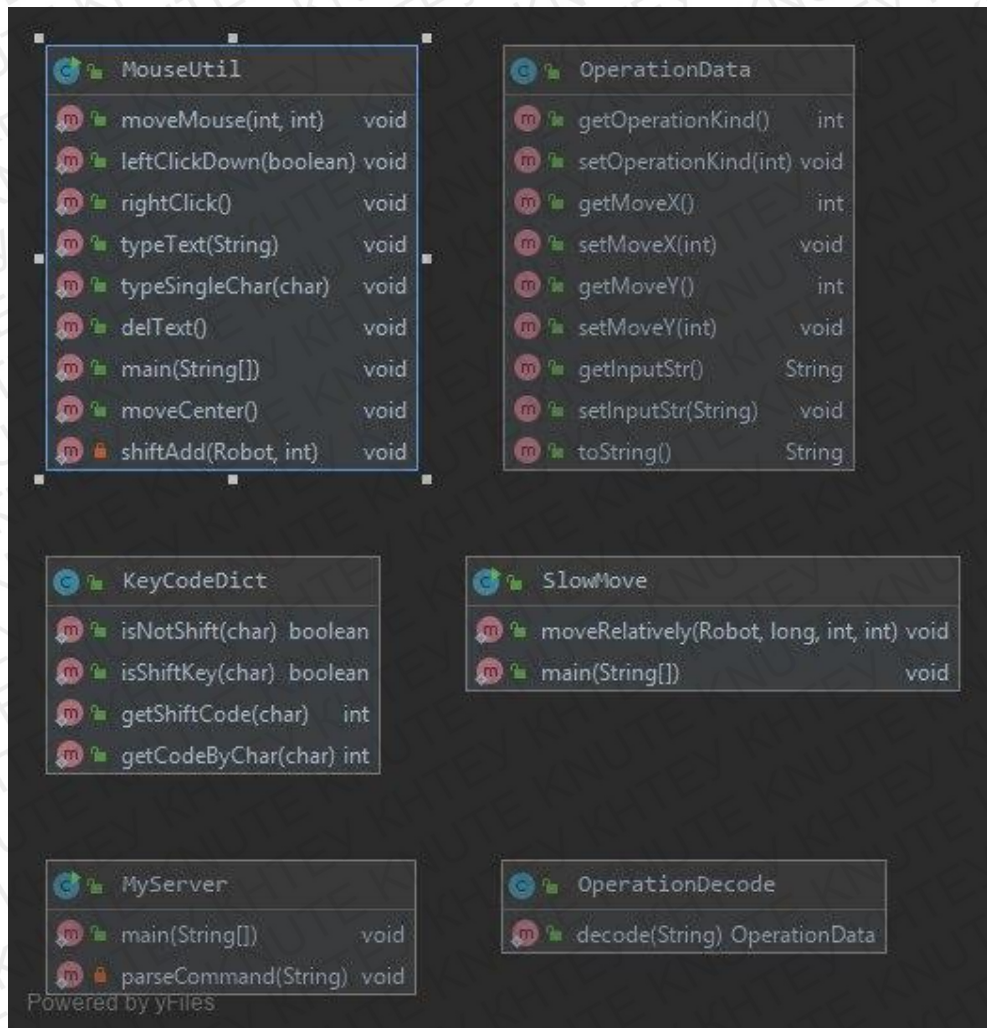 MouseUtil
moveMouse(int, int) void
leftClickDown(boolean) void
rightClick() void
typeText(String) void
typeSingleChar(char) void
delText() void
main(String[]) void
moveCenter() void
shiftAdd(Robot, int) void
OperationData
getOperationKind() int
setOperationKind(int) void
getMoveX() int
setMoveX(int) void
getMoveY() int
setMoveY(int) void
getInputStr() String
setInputStr(String) void
toString() String
KeyCodeDict
isNotShift(char) boolean
isShiftKey(char) boolean
getShiftCode(char) int
getCodeByChar(char) int
SlowMove
moveRelatively(Robot, long, int, int) void
main(String[]) void
MyServer
main(String[]) void
parseCommand(String) void
OperationDecode
decode(String) OperationData
Powered by yFiles